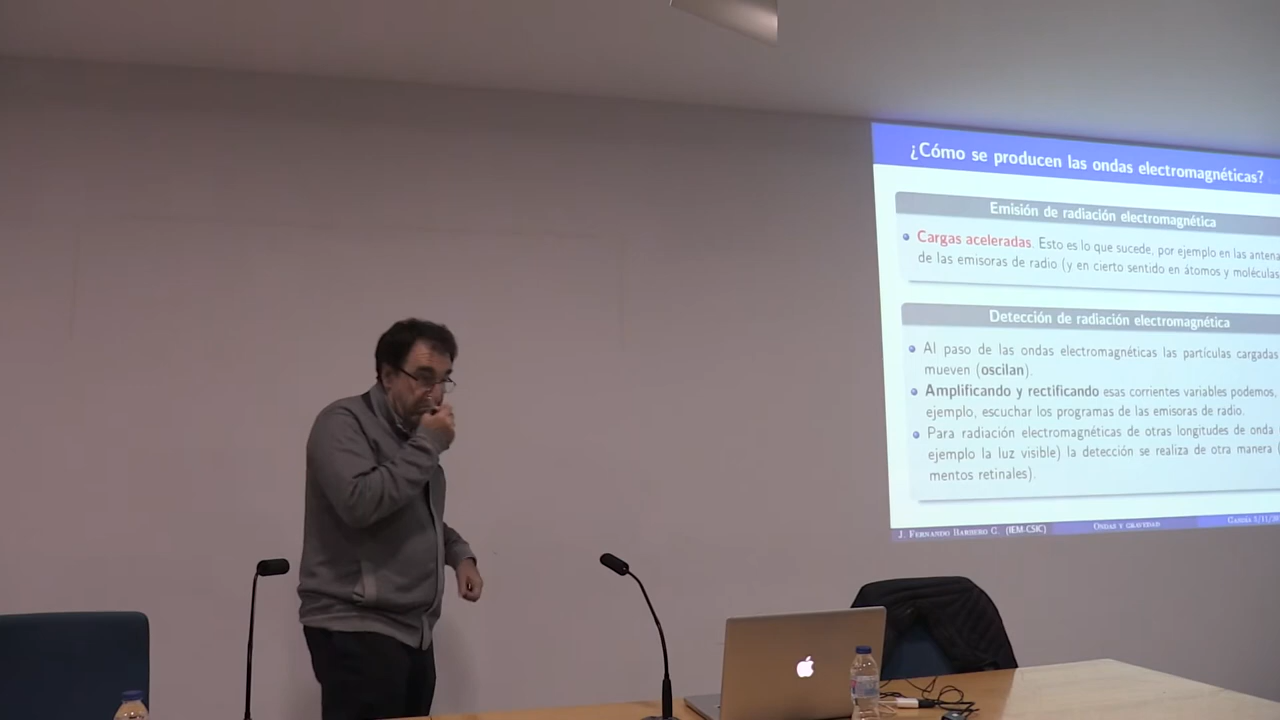 ¿Cómo se producen las ondas electromagnéticas?
Emisión de radiación electromagnética
Cargas aceleradas. Esto es lo que sucede, por ejemplo en las antena
de las emisoras de radio (y en cierto sentido en átomos y moléculas
Detección de radiación electromagnética
Al paso de las ondas electromagnéticas las partículas cargadas
mueven (oscilan).
Amplificando y rectificando esas corrientes variables podemos,
ejemplo, escuchar los programas de las emisoras de radio.
Para radiación electromagnéticas de otras longitudes de onda
ejemplo la luz visible) la detección se realiza de otra manera (
mentos retinales).
J. Fernando Barbero G. (IEM-CSIC)
Ondas y gravedad
Gandía 5/11/20